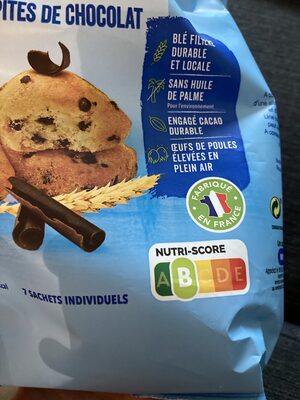 PITES DE CHOCOLAT
BLÉ FILIÈRE
DURABLE
ET LOCALE
SANS HUILE
DE PALME
Pour l'environnement
ENGAGÉ CACAO
DURABLE
ŒUFS DE POULES
ÉLEVÉES EN
PLEIN AIR
FABRIQUÉ
EN FRANCE
NUTRI-SCORE
A B C D E
7 SACHETS INDIVIDUELS